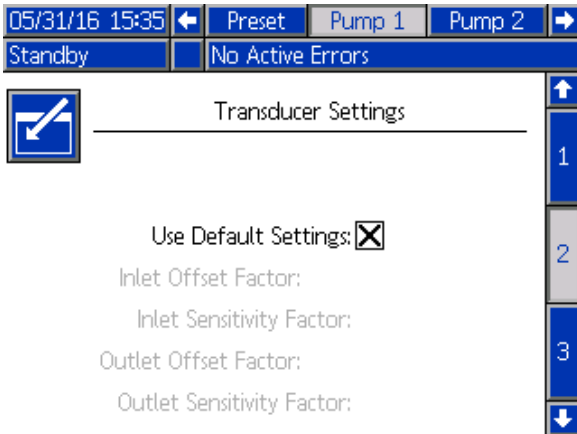 05/31/16 15:35 Preset Pump 1 Pump 2
Standby No Active Errors
Transducer Settings
1
Use Default Settings:
2
Inlet Offset Factor:
Inlet Sensitivity Factor:
3
Outlet Offset Factor:
Outlet Sensitivity Factor: